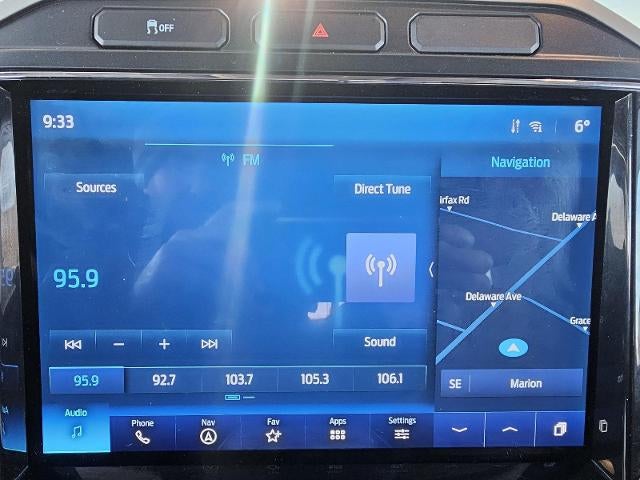 OFF
9:33
6°
FM
Navigation
Sources
Direct Tune
irfax Rd
Delaware A
95.9
Delaware Ave
Grace
Sound
95.9 92.7 103.7 105.3 106.1
SE Marion
Audio
Phone
Nav
Fav
Apps
Settings